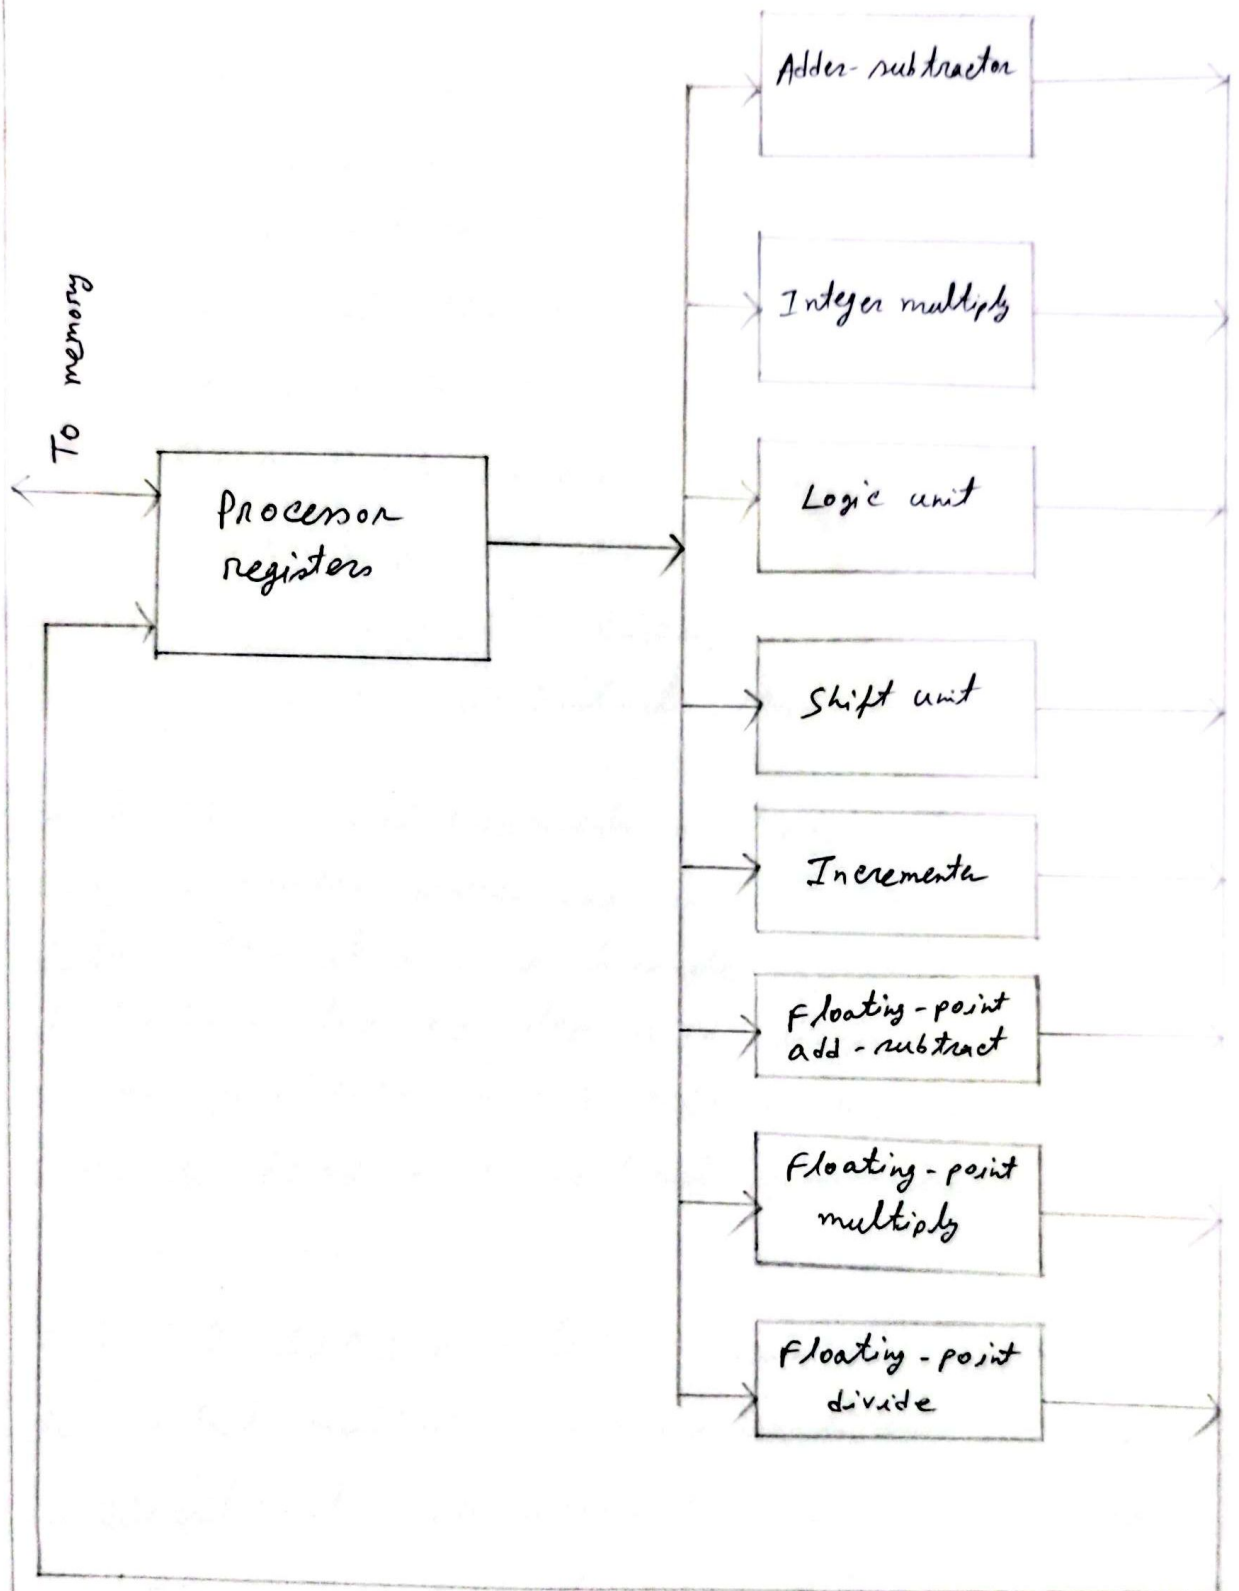 Adder-subtractor
Integer multiply
To memory
Processor
registers
Logic unit
Shift unit
Incrementer
Floating-point
add-subtract
Floating-point
multiply
Floating-point
divide